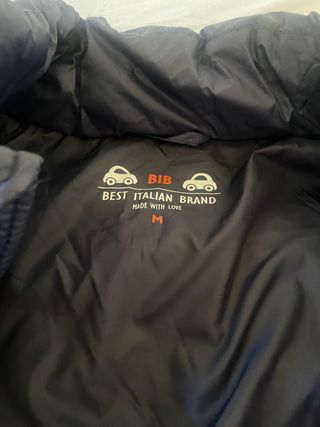 BIB
BEST ITALIAN BRAND
MADE WITH LOVE
M